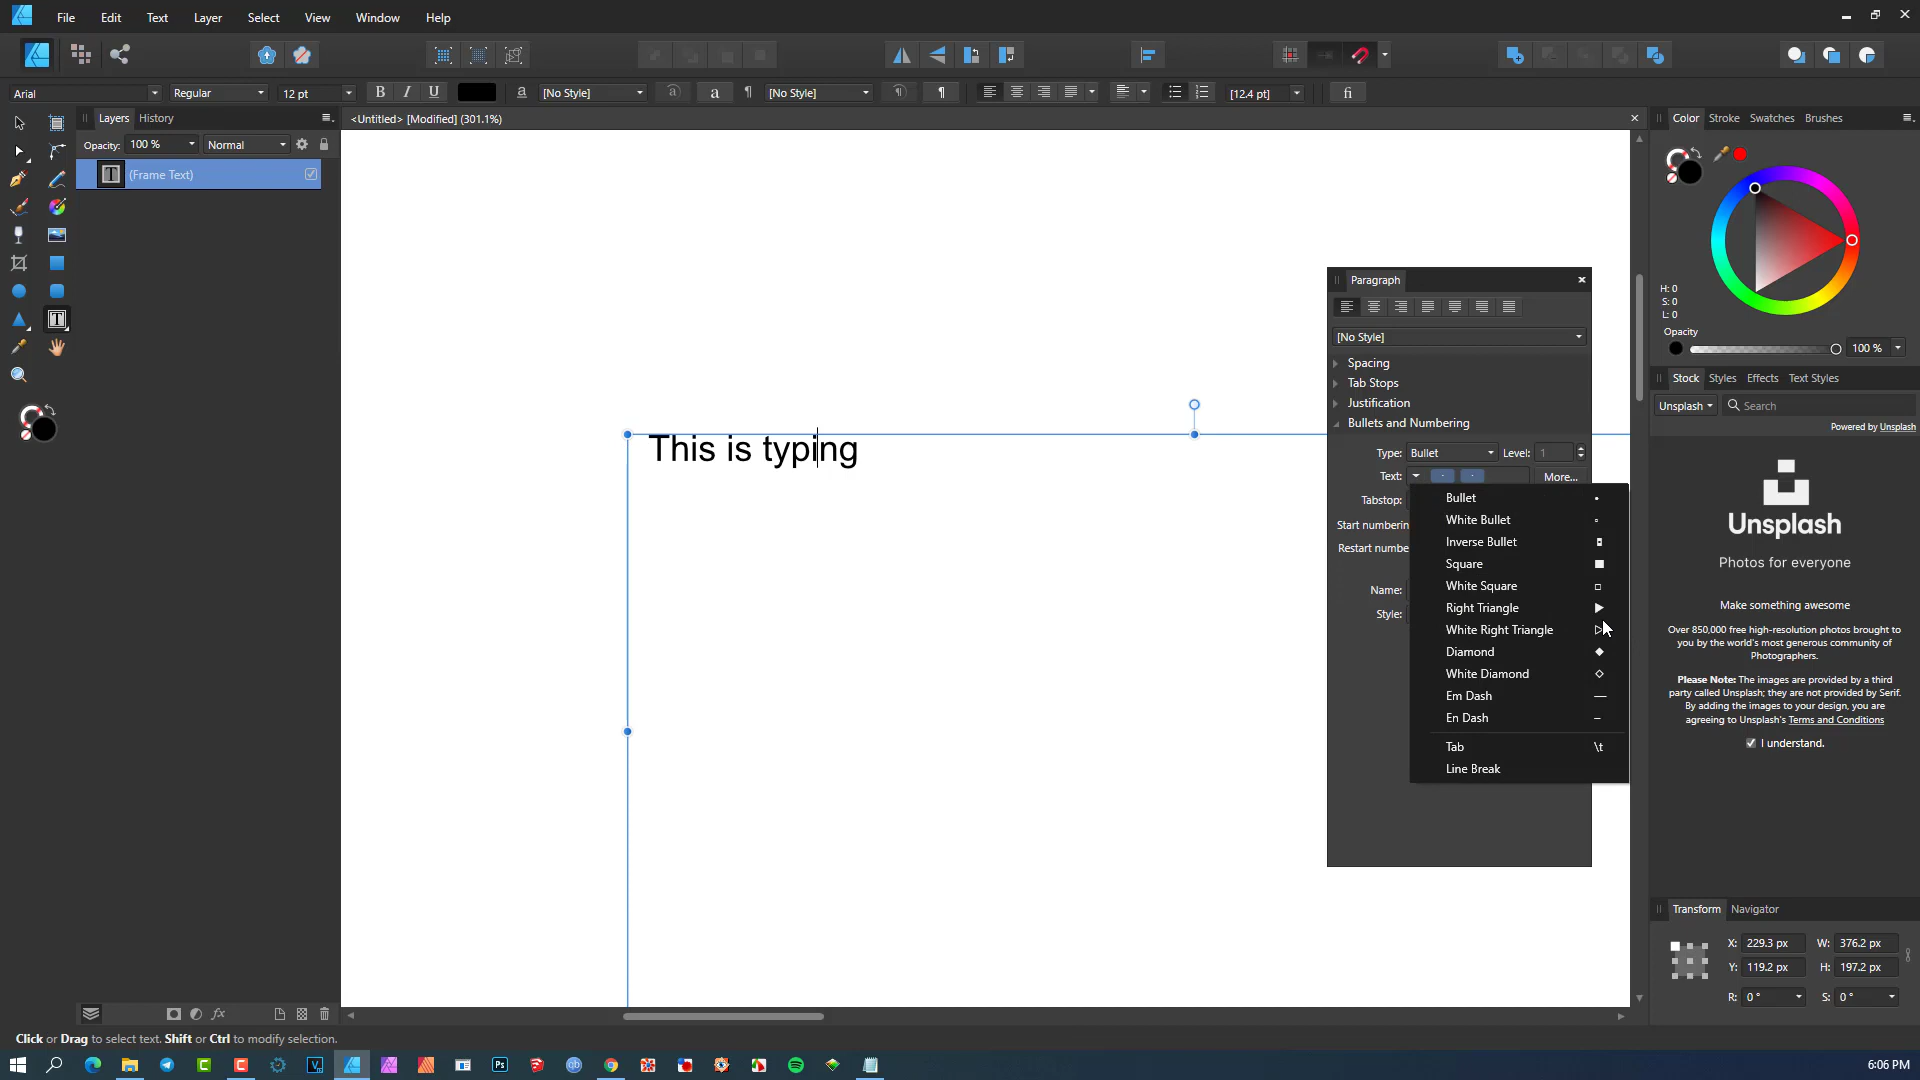 File Edit Text Layer Select View Window Help
Arial Regular 12 pt B I U a [No Style] a a ¶ [No Style] ¶ ¶ [12.4 pt] fi
Layers History
<Untitled> [Modified] (301.1%)
Opacity: 100 % Normal
T (Frame Text)
This is typing
Paragraph
[No Style]
Spacing
Tab Stops
Justification
Bullets and Numbering
Type: Bullet Level: 1
Text: More...
Tabstop:
Start numbering
Restart numbe
Name:
Style:
Bullet •
White Bullet
Inverse Bullet
Square ■
White Square □
Right Triangle ▶
White Right Triangle ▷
Diamond ◆
White Diamond ◇
Em Dash —
En Dash –
Tab \t
Line Break
Color Stroke Swatches Brushes
H: 0
S: 0
L: 0
Opacity
100 %
Stock Styles Effects Text Styles
Unsplash Search
Powered by Unsplash
Unsplash
Photos for everyone
Make something awesome
Over 850,000 free high-resolution photos brought to
you by the world's most generous community of
Photographers.
Please Note: The images are provided by a third
party called Unsplash; they are not provided by Serif.
By adding the images to your design, you are
agreeing to Unsplash's Terms and Conditions
I understand.
Transform Navigator
X: 229.3 px W: 376.2 px
Y: 119.2 px H: 197.2 px
R: 0 ° S: 0 °
fx
Click or Drag to select text. Shift or Ctrl to modify selection.
6:06 PM